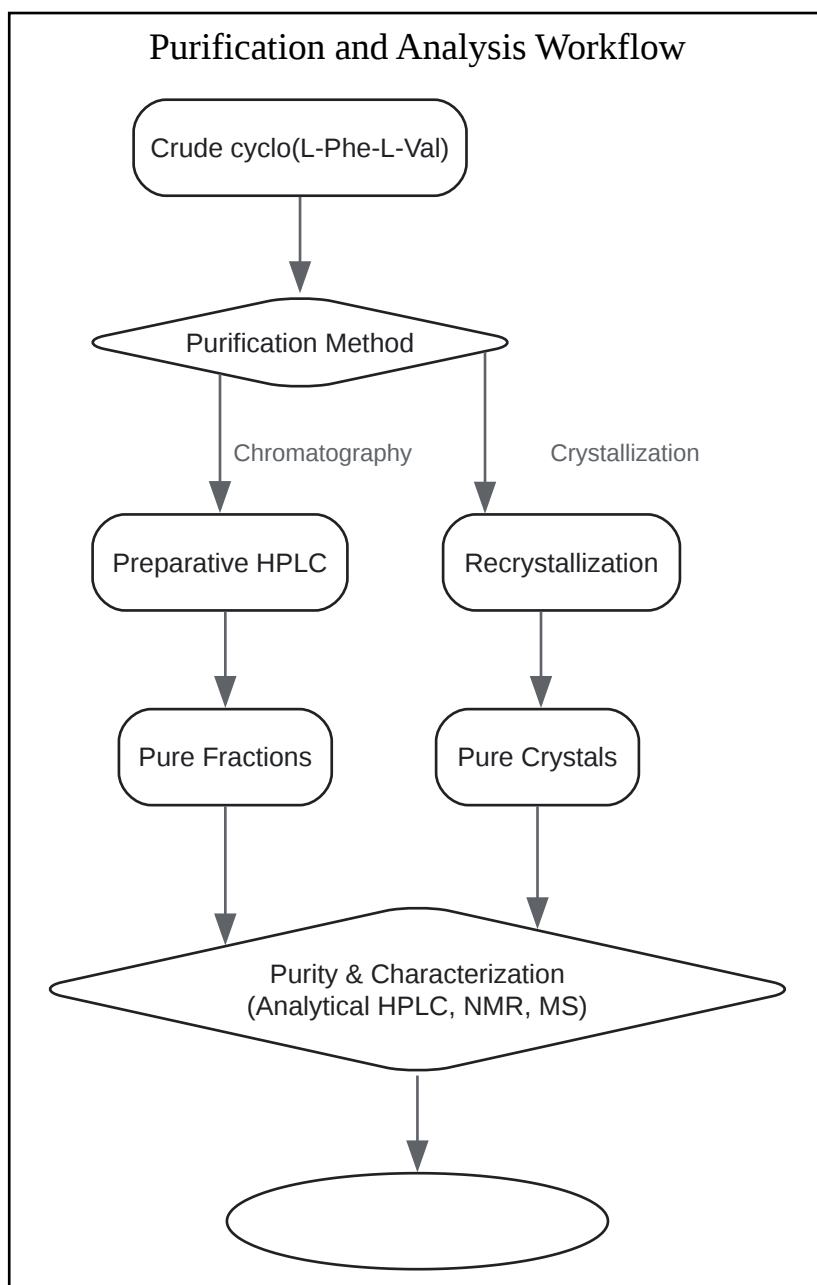 Purification and Analysis Workflow
Crude cyclo(L-Phe-L-Val)
Purification Method
Chromatography
Crystallization
Preparative HPLC
Recrystallization
Pure Fractions
Pure Crystals
Purity & Characterization
(Analytical HPLC, NMR, MS)